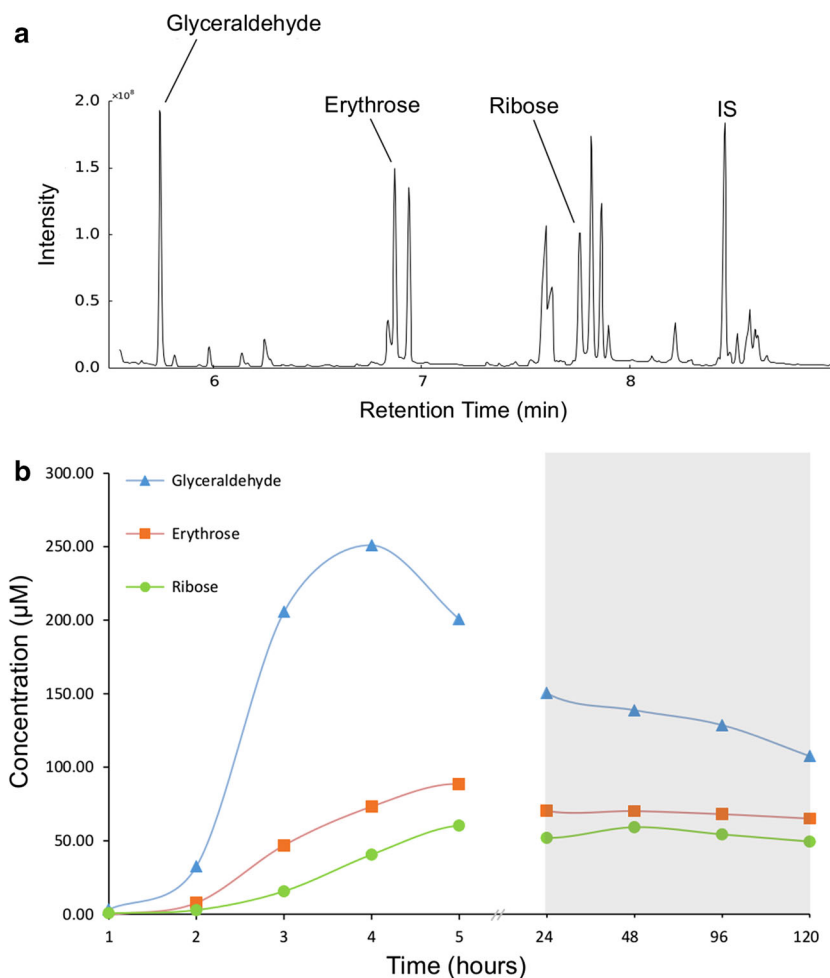 a
Glyceraldehyde
Erythrose
Ribose
IS
×10⁸
2.0
1.5
1.0
0.5
0.0
Intensity
6 7 8
Retention Time (min)
b
300.00
250.00
200.00
150.00
100.00
50.00
0.00
Concentration (µM)
Glyceraldehyde
Erythrose
Ribose
1 2 3 4 5 24 48 96 120
Time (hours)